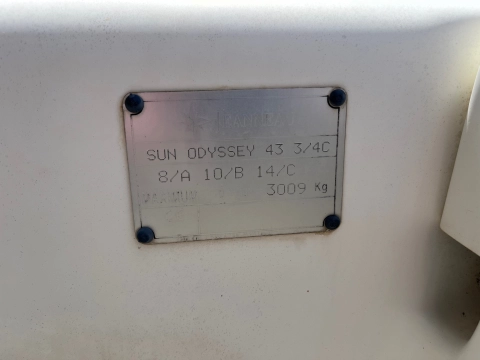 SUN ODYSSEY 43 3/4C
8/A 10/B 14/C
3009 Kg